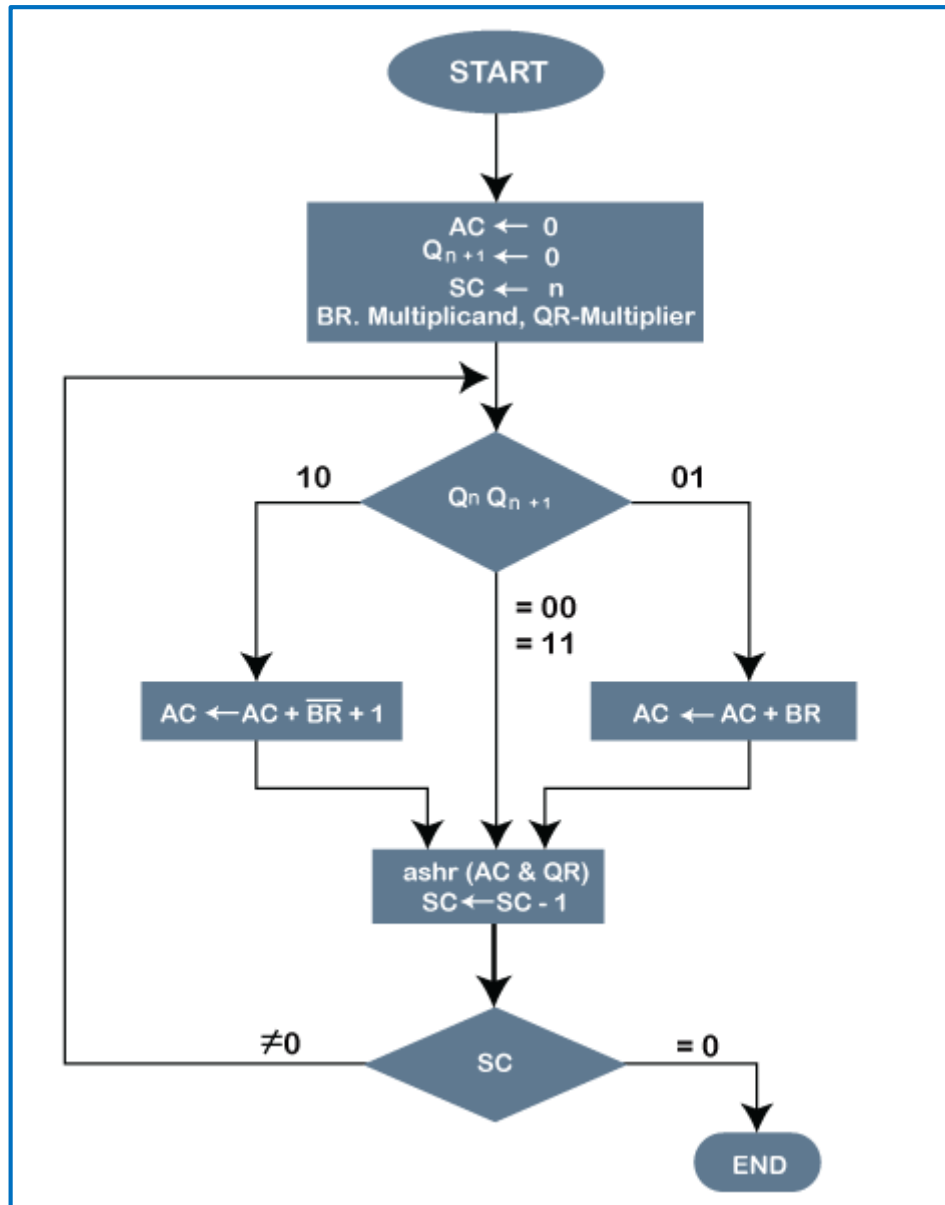 START
AC ← 0
Qn+1 ← 0
SC ← n
BR. Multiplicand, QR-Multiplier
10
Qn Qn+1
01
= 00
= 11
AC ← AC + B̅R̅ + 1
AC ← AC + BR
ashr (AC & QR)
SC ← SC - 1
≠0
SC
= 0
END